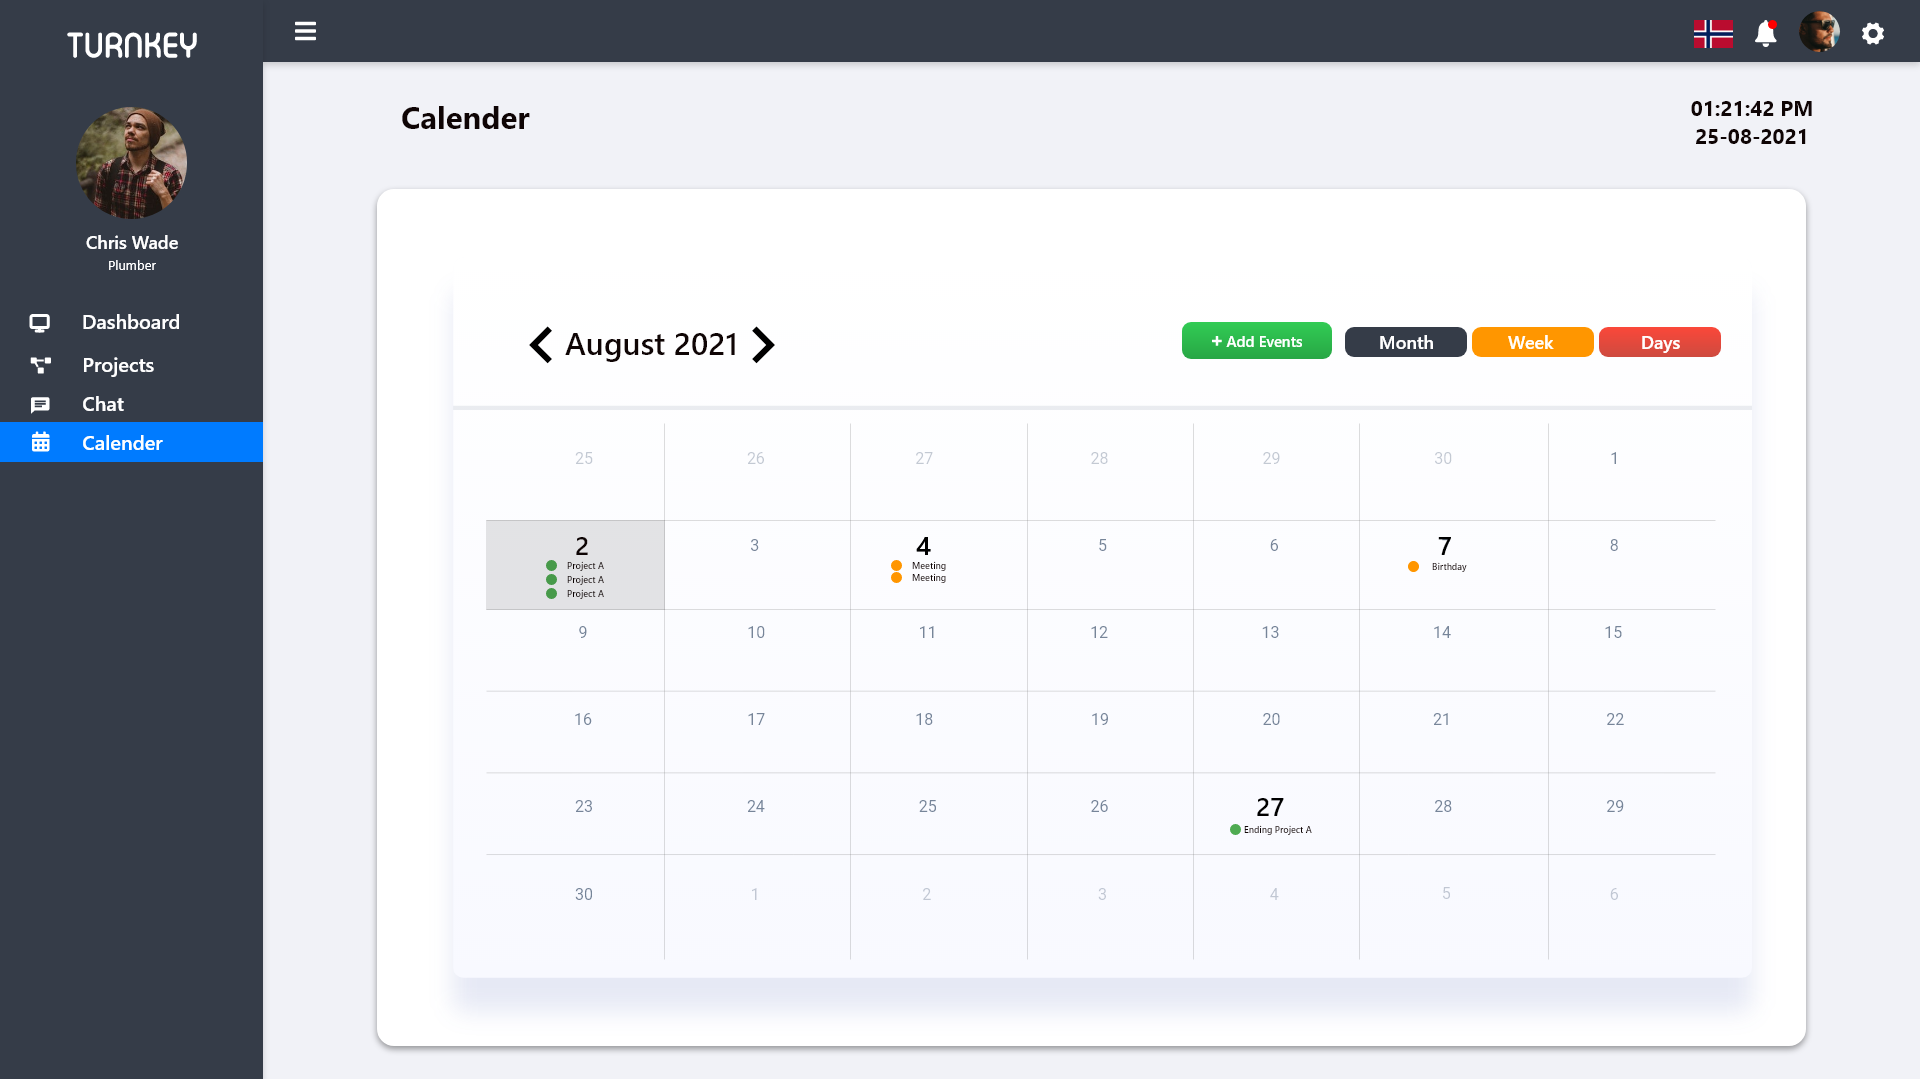 TURNKEY
Chris Wade
Plumber
Dashboard
Projects
Chat
Calender
Calender
01:21:42 PM
25-08-2021
August 2021
+ Add Events
Month
Week
Days
25 26 27 28 29 30 1
2 3 4 5 6 7 8
Project A
Project A
Project A
Meeting
Meeting
Birthday
9 10 11 12 13 14 15
16 17 18 19 20 21 22
23 24 25 26 27 28 29
Ending Project A
30 1 2 3 4 5 6